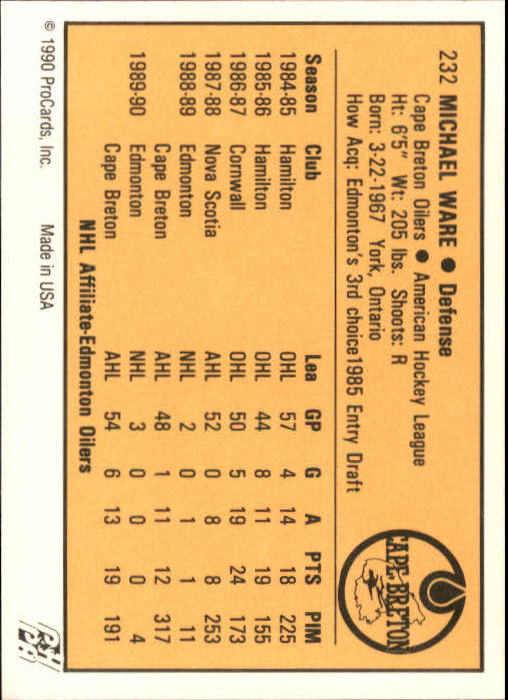 232 MICHAEL WARE ● Defense
Cape Breton Oilers ● American Hockey League
Ht: 6'5" Wt: 205 lbs. Shoots: R
Born: 3-22-1967 York, Ontario
How Acq: Edmonton's 3rd choice1985 Entry Draft
CAPE BRETON
Season Club Lea GP G A PTS PIM
1984-85 Hamilton OHL 57 4 14 18 225
1985-86 Hamilton OHL 44 8 11 19 155
1986-87 Cornwall OHL 50 5 19 24 173
1987-88 Nova Scotia AHL 52 0 8 8 253
1988-89 Edmonton NHL 2 0 1 1 11
Cape Breton AHL 48 1 11 12 317
1989-90 Edmonton NHL 3 0 0 0 4
Cape Breton AHL 54 6 13 19 191
NHL Affiliate-Edmonton Oilers
© 1990 ProCards, Inc. Made in USA